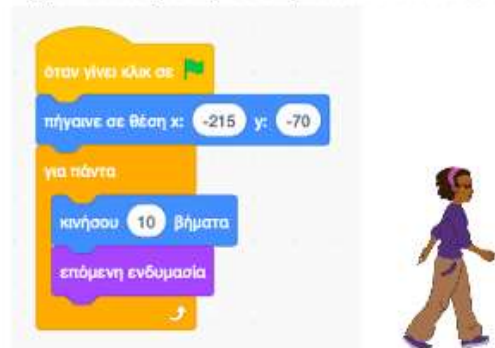 όταν γίνει κλικ σε
πήγαινε σε θέση x: -215 y: -70
για πάντα
κινήσου 10 βήματα
επόμενη ενδυμασία